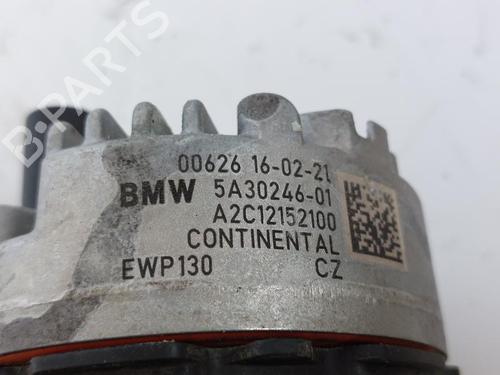 00626 16-02-21
BMW 5A30246-01
A2C12152100
CONTINENTAL
EWP130 CZ
B-PARTS